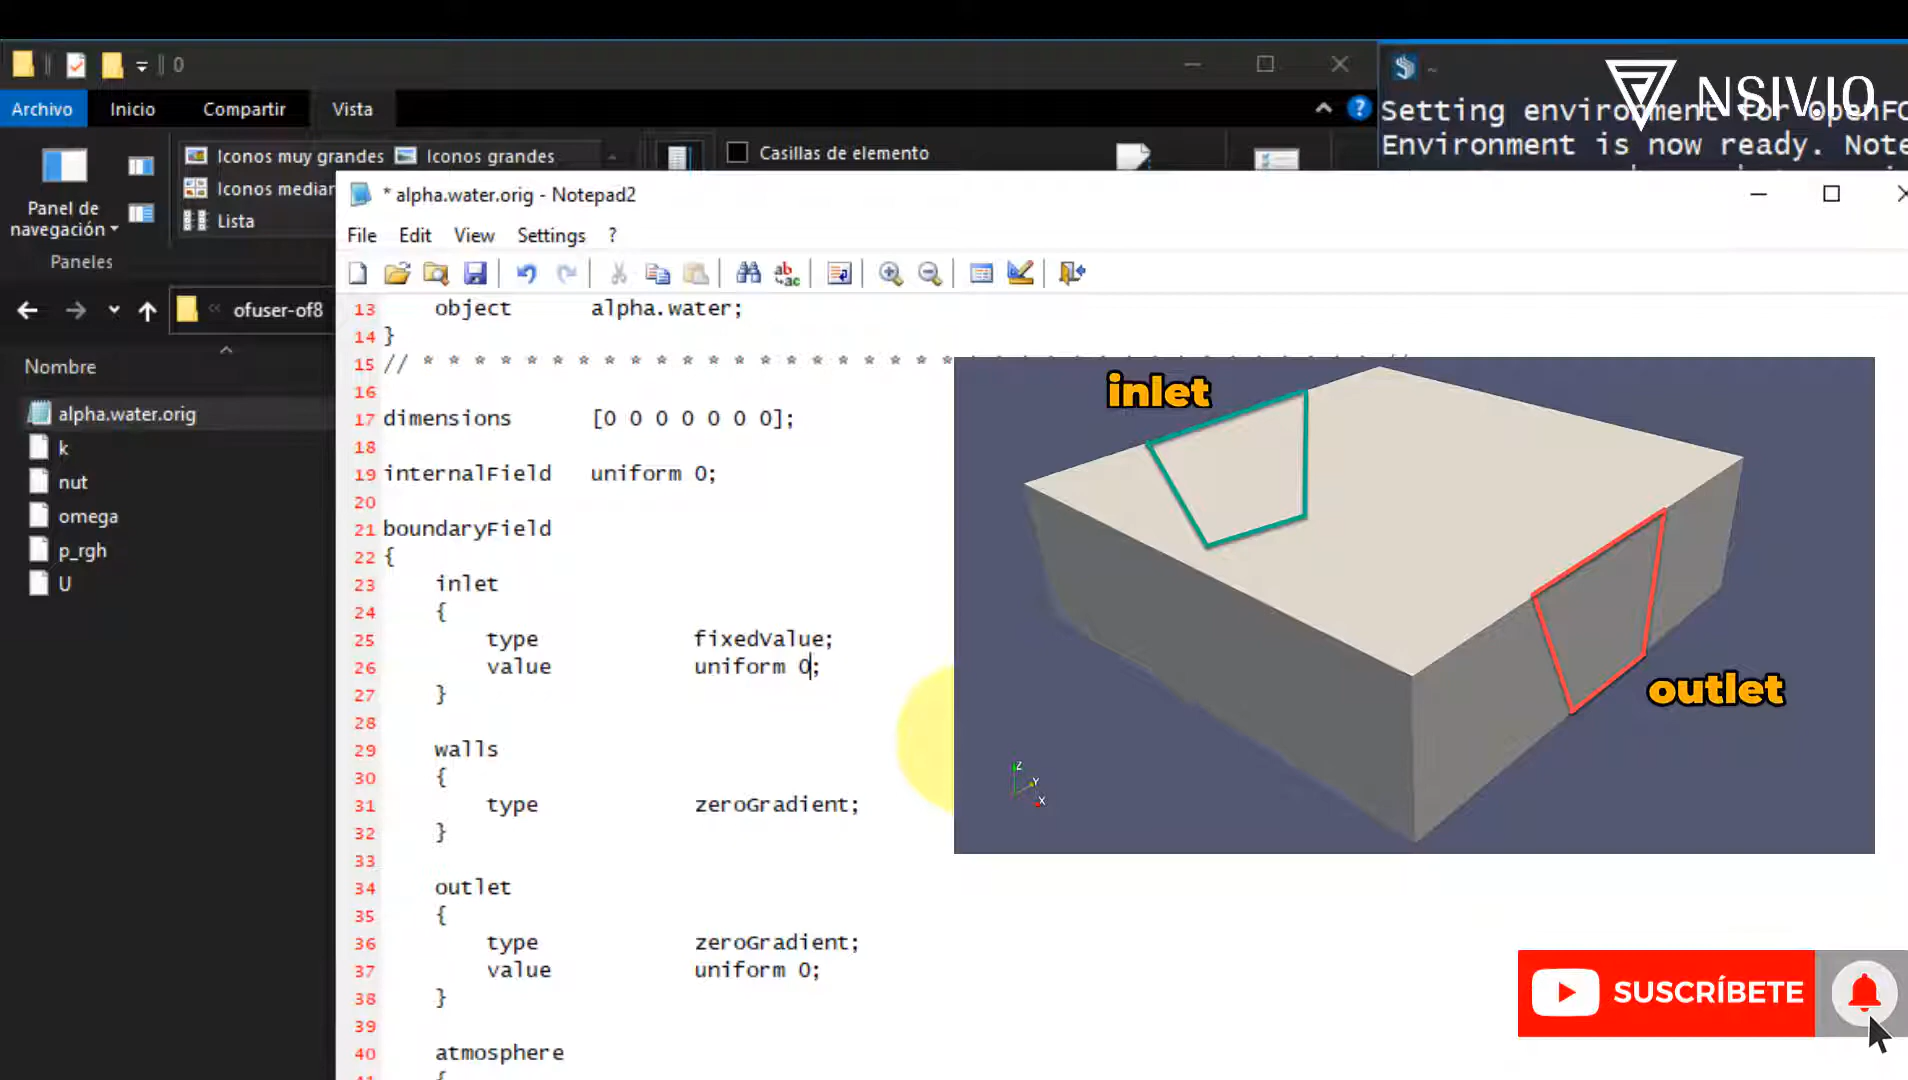 0
Archivo Inicio Compartir Vista
Iconos muy grandes Iconos grandes
Casillas de elemento
Lista
Panel de
navegación
Paneles
ofuser-of8
Nombre
alpha.water.orig
k
nut
omega
p_rgh
U
Setting environment for
Environment is now ready. Note
NSIVIO
* alpha.water.orig - Notepad2
File Edit View Settings ?
13 object alpha.water;
14 }
15 // * * * * * * * * * * * * * * * * * * * * *
16
17 dimensions [0 0 0 0 0 0 0];
18
19 internalField uniform 0;
20
21 boundaryField
22 {
23 inlet
24 {
25 type fixedValue;
26 value uniform 0;
27 }
28
29 walls
30 {
31 type zeroGradient;
32 }
33
34 outlet
35 {
36 type zeroGradient;
37 value uniform 0;
38 }
39
40 atmosphere
{
inlet
outlet
Z
Y
X
SUSCRÍBETE